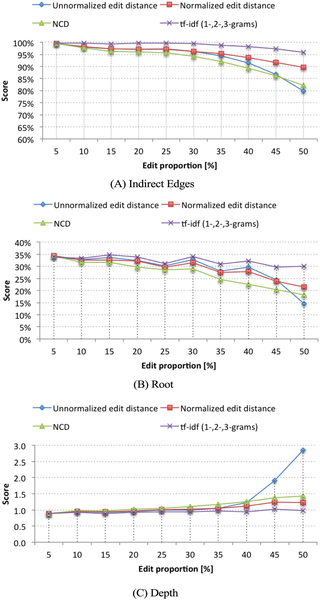 Unnormalized edit distance Normalized edit distance
NCD tf-idf (1-,2-,3-grams)
100%
95%
90%
85%
80%
75%
70%
65%
60%
Score
5 10 15 20 25 30 35 40 45 50
Edit proportion [%]
(A) Indirect Edges
Unnormalized edit distance Normalized edit distance
NCD tf-idf (1-,2-,3-grams)
40%
35%
30%
25%
20%
15%
10%
5%
0%
Score
5 10 15 20 25 30 35 40 45 50
Edit proportion [%]
(B) Root
Unnormalized edit distance Normalized edit distance
NCD tf-idf (1-,2-,3-grams)
3.0
2.5
2.0
1.5
1.0
0.5
0.0
Score
5 10 15 20 25 30 35 40 45 50
Edit proportion [%]
(C) Depth